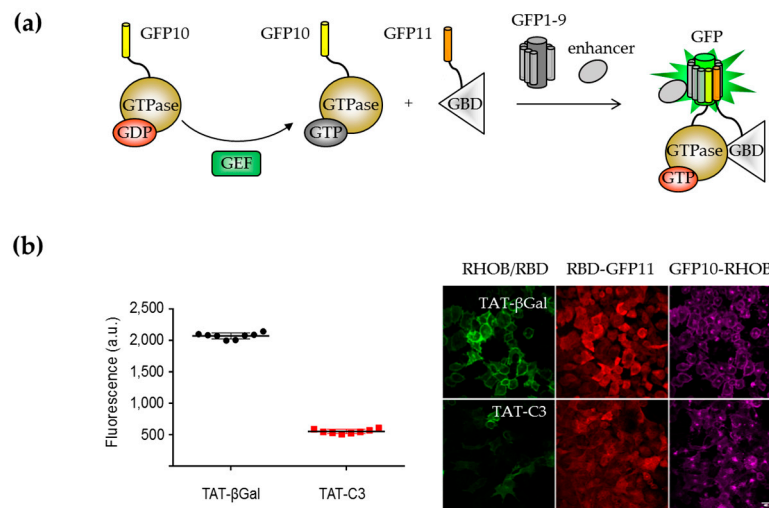 (a)
GFP10
GFP10
GFP11
GFP1-9
enhancer
GFP
GTPase
GDP
GEF
GTPase
GTP
+
GBD
GTPase
GBD
GTP
(b)
RHOB/RBD
RBD-GFP11
GFP10-RHOB
TAT-βGal
TAT-C3
Fluorescence (a.u.)
2,500
2,000
1,500
1,000
500
TAT-βGal
TAT-C3